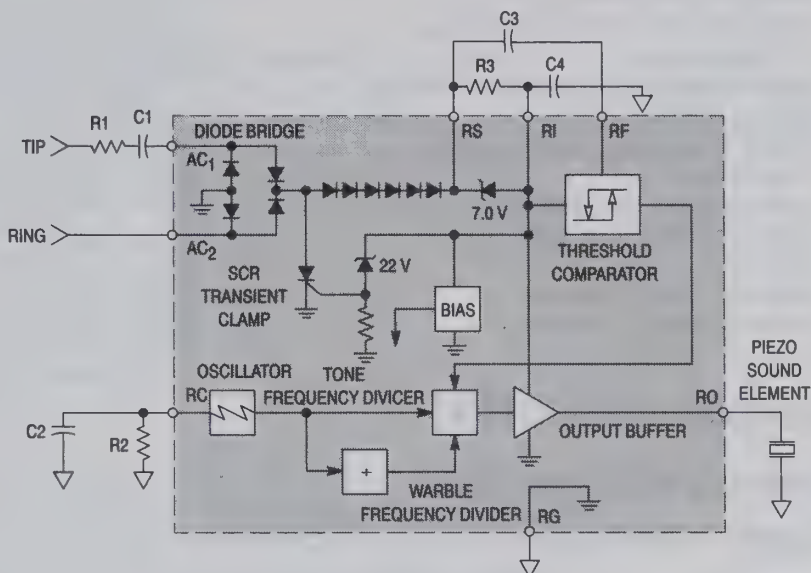 C3
R3
C4
R1
C1
DIODE BRIDGE
RS
RI
RF
TIP
AC1
7.0 V
RING
AC2
22 V
THRESHOLD
COMPARATOR
SCR
TRANSIENT
CLAMP
BIAS
PIEZO
SOUND
ELEMENT
OSCILLATOR
TONE
FREQUENCY DIVICER
RC
RO
C2
R2
OUTPUT BUFFER
+
WARBLE
FREQUENCY DIVIDER
RG